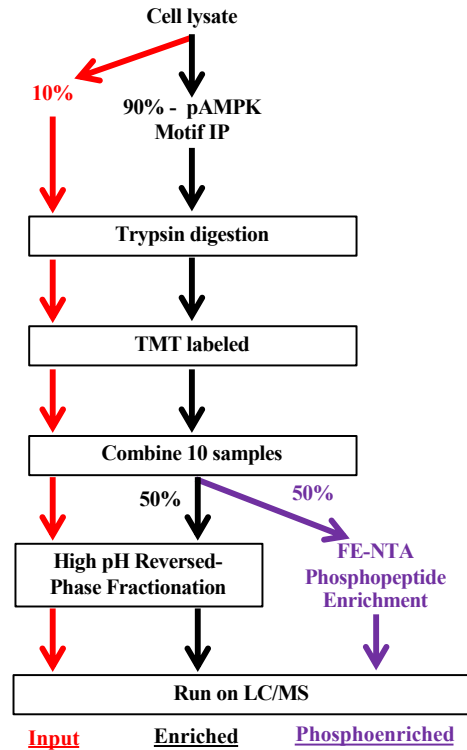 Cell lysate
10%
90% - pAMPK
Motif IP
Trypsin digestion
TMT labeled
Combine 10 samples
50%
50%
High pH Reversed-
Phase Fractionation
FE-NTA
Phosphopeptide
Enrichment
Run on LC/MS
Input
Enriched
Phosphoenriched